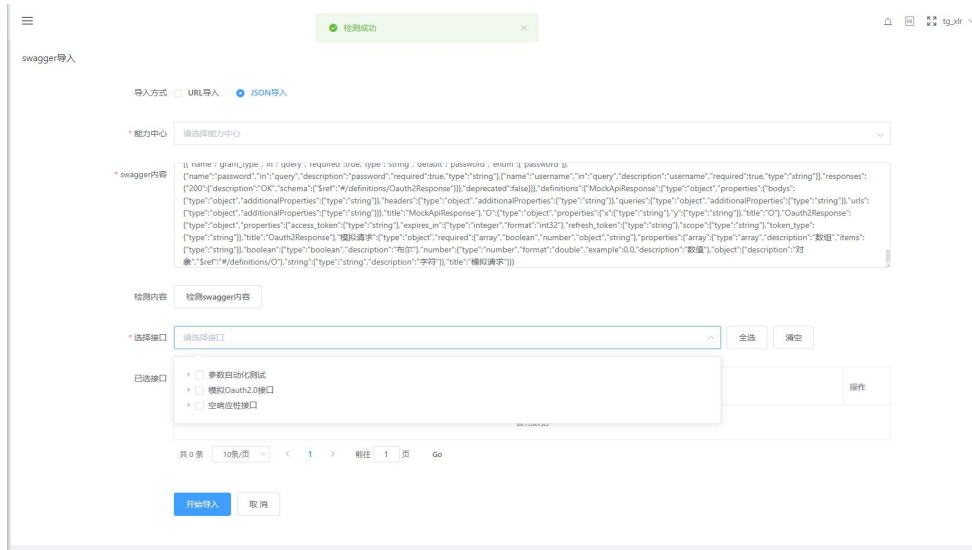 检测成功
tg_xlr
swagger导入
导入方式 URL导入 JSON导入
* 能力中心 请选择能力中心
* swagger内容
[{"name":"grant_type","in":"query","required":true,"type":"string","default":"password","enum":["password"]},
{"name":"password","in":"query","description":"password","required":true,"type":"string"},{"name":"username","in":"query","description":"username","required":true,"type":"string"}],"responses":
{"200":{"description":"OK","schema":{"$ref":"#/definitions/Oauth2Response"}}},"deprecated":false}}},"definitions":{"MockApiResponse":{"type":"object","properties":{"bodys":
{"type":"object","additionalProperties":{"type":"string"}},"headers":{"type":"object","additionalProperties":{"type":"string"}},"queries":{"type":"object","additionalProperties":{"type":"string"}},"urls":
{"type":"object","additionalProperties":{"type":"string"}}},"title":"MockApiResponse"},"O":{"type":"object","properties":{"x":{"type":"string"},"y":{"type":"string"}},"title":"O"},"Oauth2Response":
{"type":"object","properties":{"access_token":{"type":"string"},"expires_in":{"type":"integer","format":"int32"},"refresh_token":{"type":"string"},"scope":{"type":"string"},"token_type":
{"type":"string"}},"title":"Oauth2Response"},"模拟请求":{"type":"object","required":["array","boolean","number","object","string"],"properties":{"array":{"type":"array","description":"数组","items":
{"type":"string"}},"boolean":{"type":"boolean","description":"布尔"},"number":{"type":"number","format":"double","example":0.0,"description":"数值"},"object":{"description":"对
象","$ref":"#/definitions/O"},"string":{"type":"string","description":"字符"}},"title":"模拟请求"}}}
检测内容 检测swagger内容
* 选择接口 请选择接口 全选 清空
已选接口 操作
参数自动化测试
模拟Oauth2.0接口
空响应桩接口
共 0 条 10条/页 1 前往 1 页 Go
开始导入 取 消